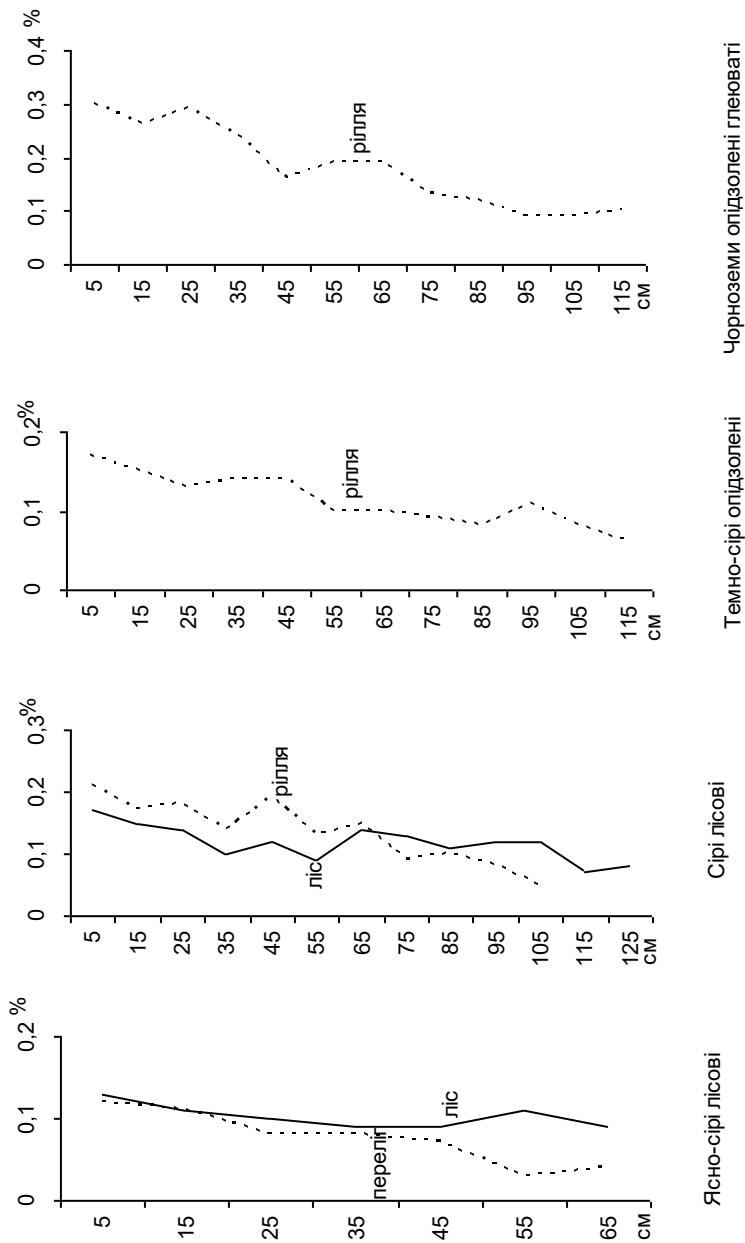 0 0,1 0,2 %
5
15
25
35
45
55
65
см
ліс
переліг
Ясно-сірі лісові
0 0,1 0,2 0,3%
5
15
25
35
45
55
65
75
85
95
105
115
125
см
рілля
ліс
Сірі лісові
0 0,1 0,2%
5
15
25
35
45
55
65
75
85
95
105
115
см
рілля
Темно-сірі опідзолені
0 0,1 0,2 0,3 0,4 %
5
15
25
35
45
55
65
75
85
95
105
115
см
рілля
Чорноземи опідзолені глеюваті